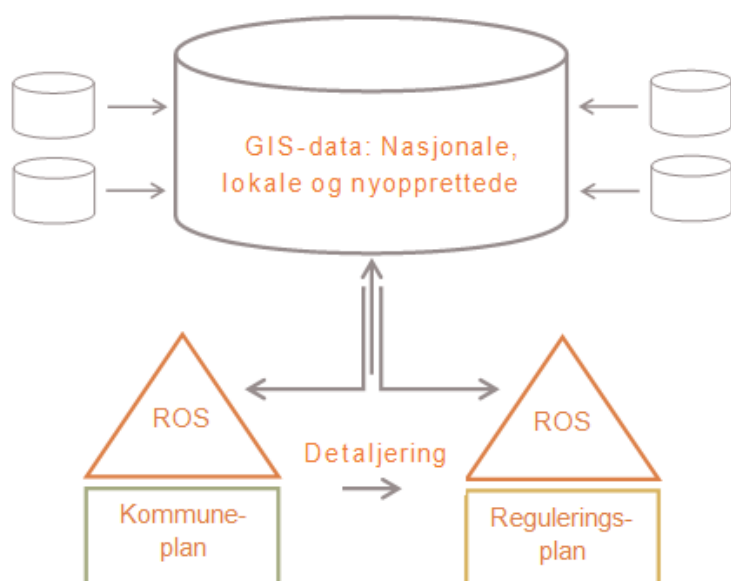 GIS-data: Nasjonale,
lokale og nyopprettede
ROS
ROS
Detaljering
Kommune-
plan
Regulerings-
plan